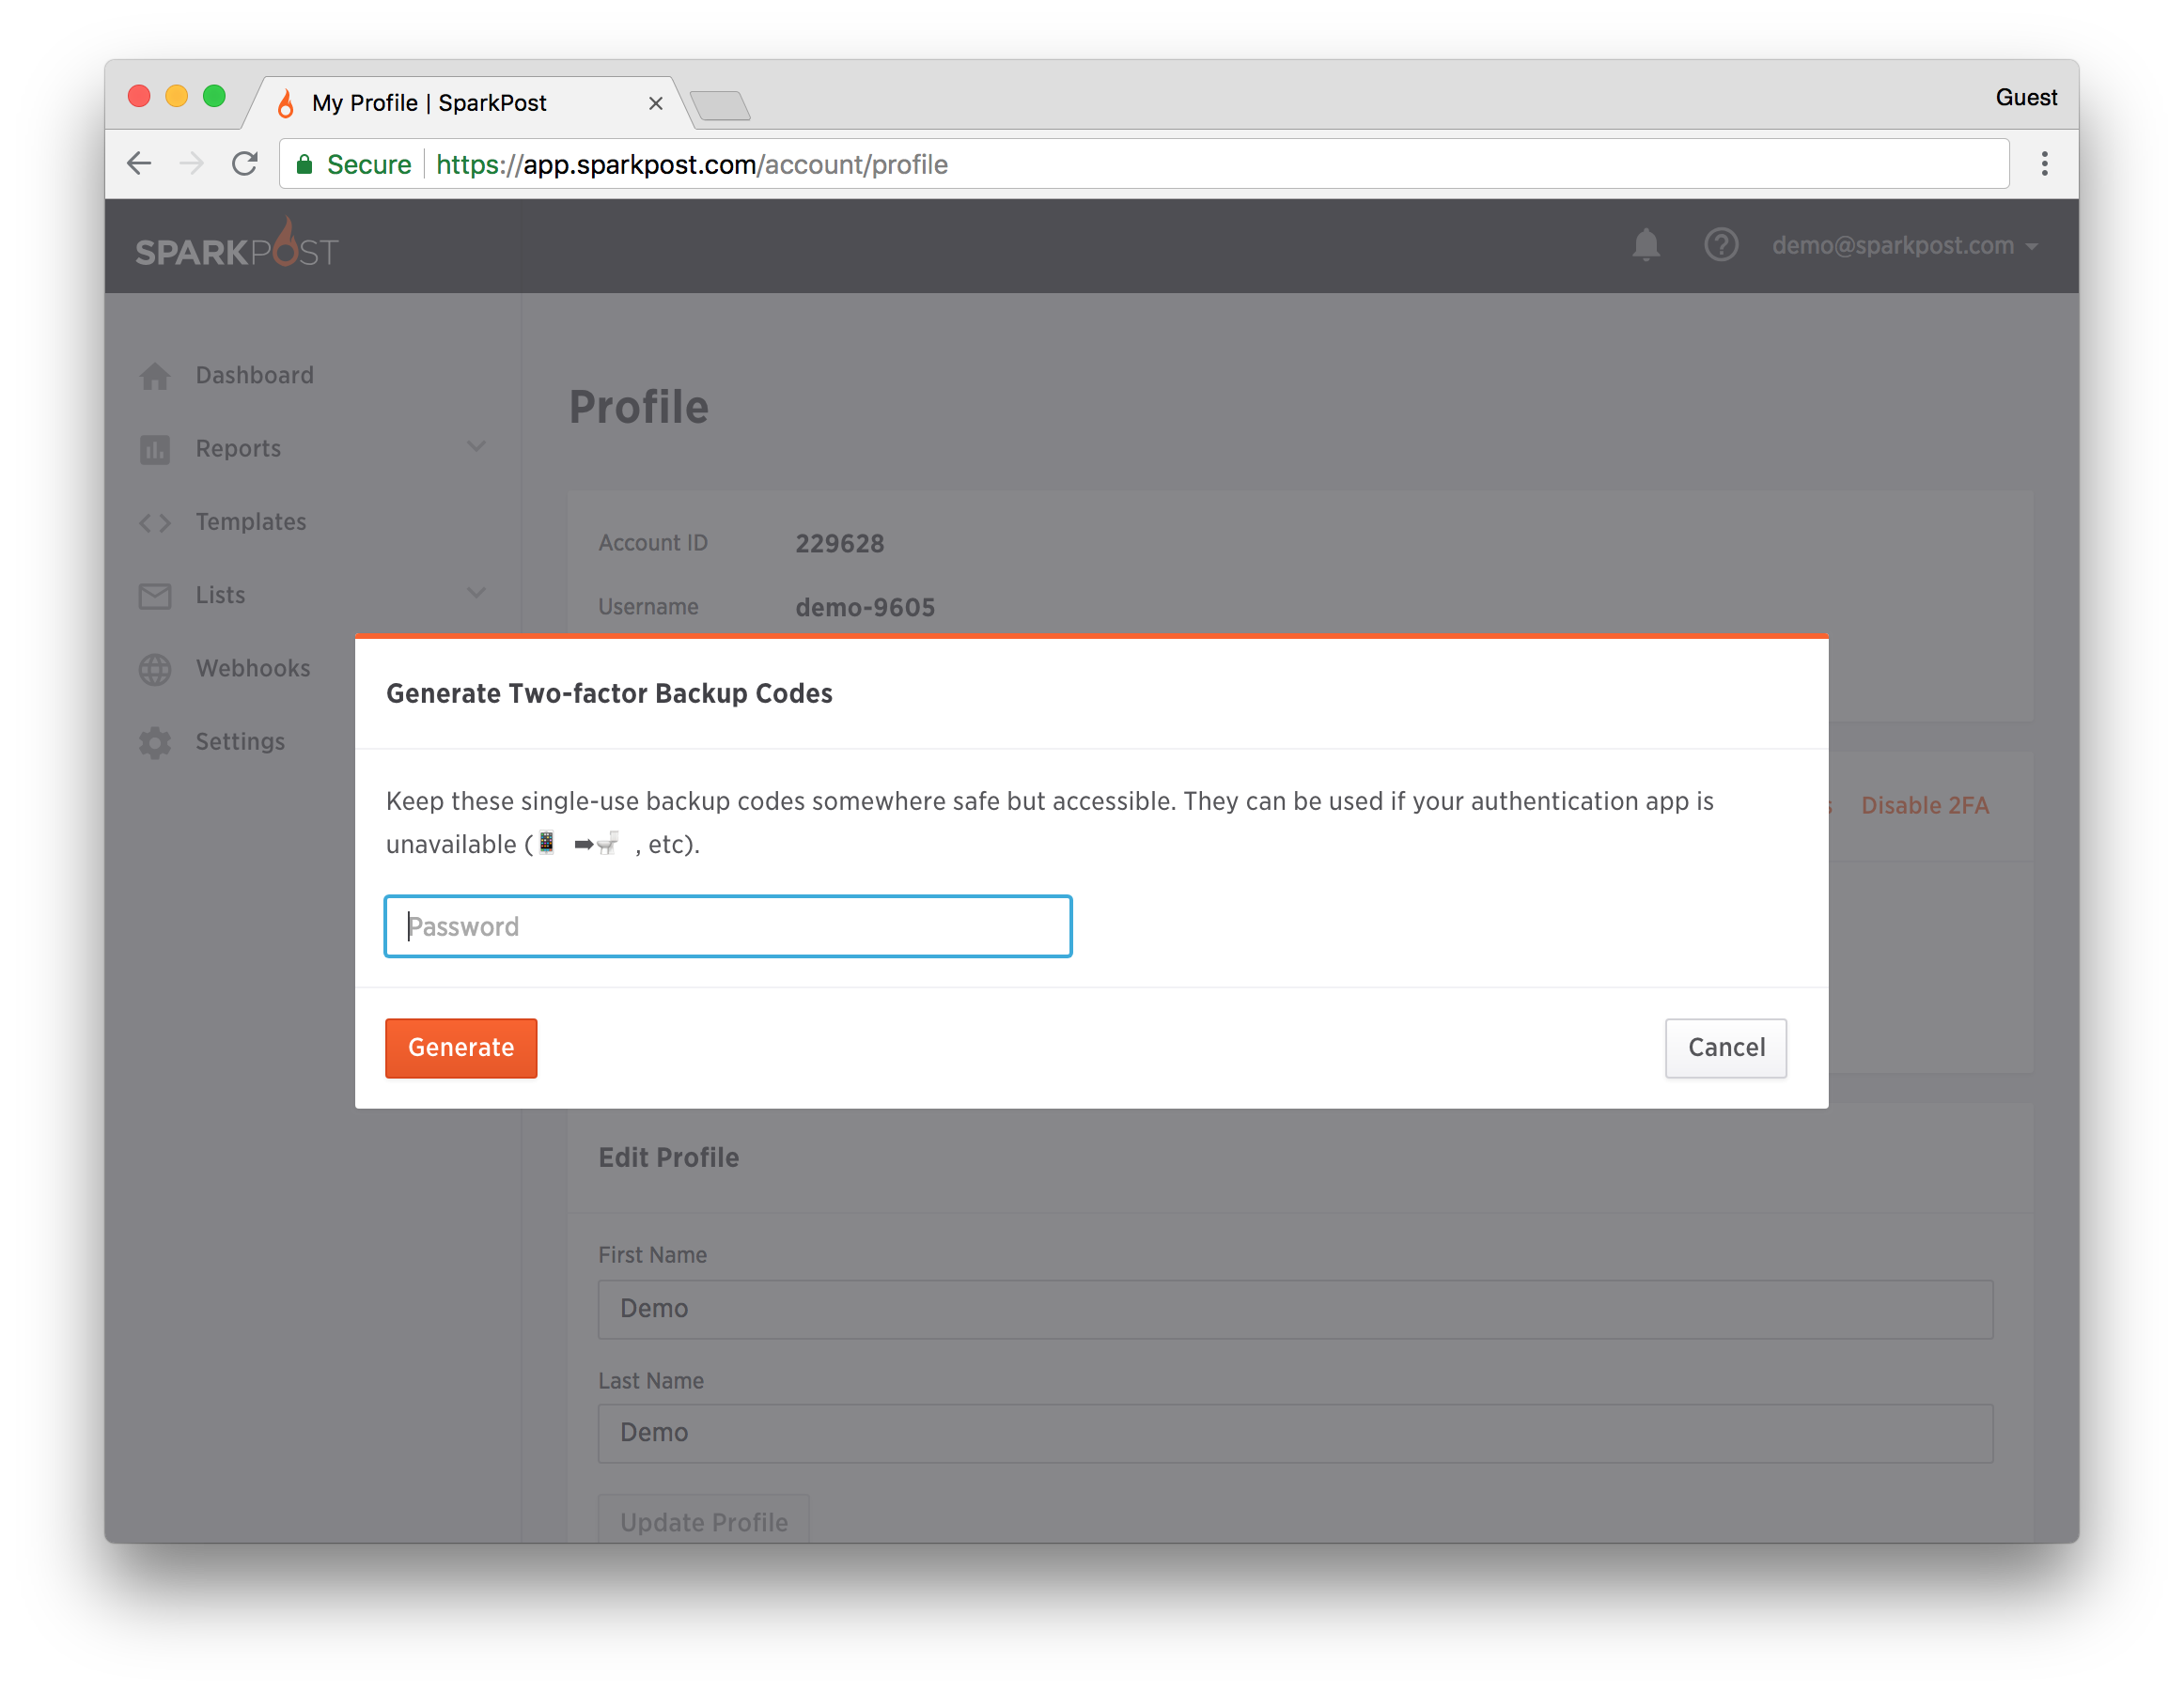 My Profile | SparkPost
Guest
Secure
https://app.sparkpost.com/account/profile
SPARKPOST
demo@sparkpost.com
Dashboard
Reports
Templates
Lists
Webhooks
Settings
Profile
Account ID 229628
Username demo-9605
Disable 2FA
Generate Two-factor Backup Codes
Keep these single-use backup codes somewhere safe but accessible. They can be used if your authentication app is
unavailable (📱 ➡️🚽 , etc).
Password
Generate
Cancel
Edit Profile
First Name
Demo
Last Name
Demo
Update Profile